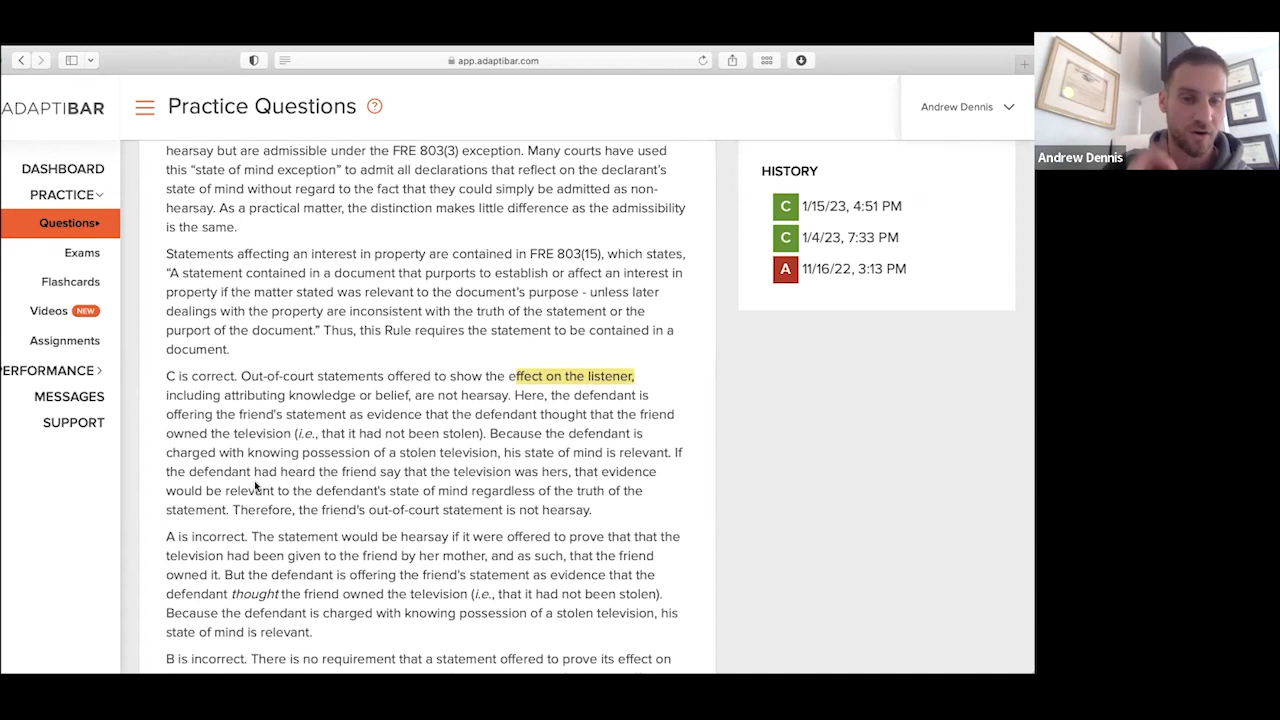 app.adaptibar.com
ADAPTIBAR
Practice Questions ?
Andrew Dennis
DASHBOARD
PRACTICE
Questions
Exams
Flashcards
Videos NEW
Assignments
ERFORMANCE
MESSAGES
SUPPORT
hearsay but are admissible under the FRE 803(3) exception. Many courts have used
this “state of mind exception” to admit all declarations that reflect on the declarant’s
state of mind without regard to the fact that they could simply be admitted as non-
hearsay. As a practical matter, the distinction makes little difference as the admissibility
is the same.
Statements affecting an interest in property are contained in FRE 803(15), which states,
“A statement contained in a document that purports to establish or affect an interest in
property if the matter stated was relevant to the document’s purpose - unless later
dealings with the property are inconsistent with the truth of the statement or the
purport of the document.” Thus, this Rule requires the statement to be contained in a
document.
C is correct. Out-of-court statements offered to show the effect on the listener,
including attributing knowledge or belief, are not hearsay. Here, the defendant is
offering the friend's statement as evidence that the defendant thought that the friend
owned the television (i.e., that it had not been stolen). Because the defendant is
charged with knowing possession of a stolen television, his state of mind is relevant. If
the defendant had heard the friend say that the television was hers, that evidence
would be relevant to the defendant's state of mind regardless of the truth of the
statement. Therefore, the friend's out-of-court statement is not hearsay.
A is incorrect. The statement would be hearsay if it were offered to prove that that the
television had been given to the friend by her mother, and as such, that the friend
owned it. But the defendant is offering the friend's statement as evidence that the
defendant thought the friend owned the television (i.e., that it had not been stolen).
Because the defendant is charged with knowing possession of a stolen television, his
state of mind is relevant.
B is incorrect. There is no requirement that a statement offered to prove its effect on
HISTORY
C 1/15/23, 4:51 PM
C 1/4/23, 7:33 PM
A 11/16/22, 3:13 PM
Andrew Dennis